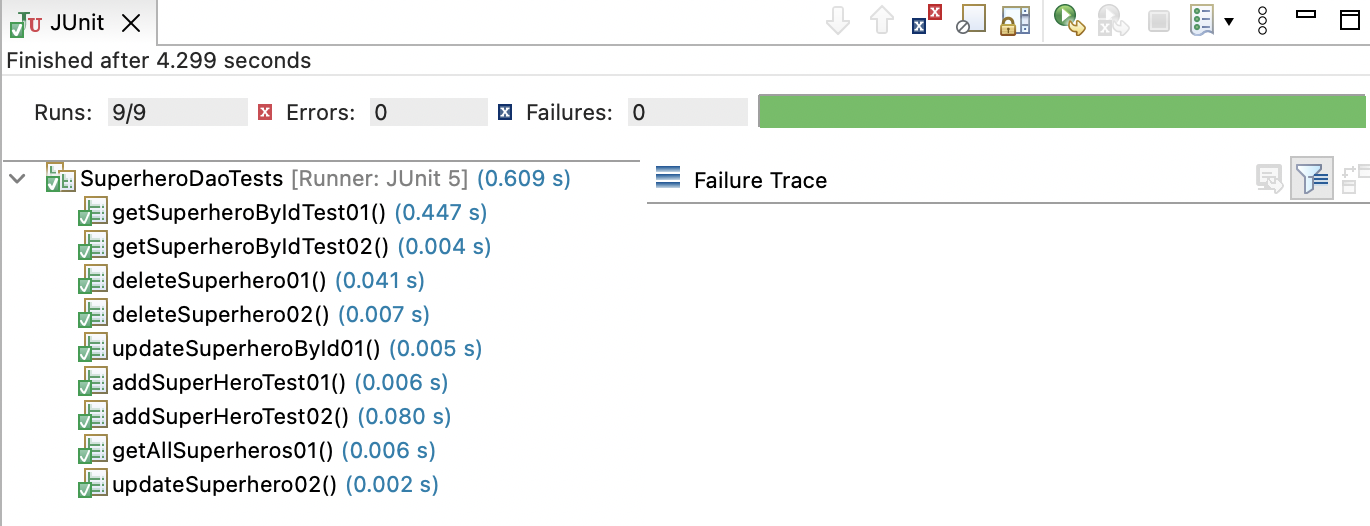 JUnit
Finished after 4.299 seconds
Runs: 9/9 Errors: 0 Failures: 0
SuperheroDaoTests [Runner: JUnit 5] (0.609 s)
getSuperheroByIdTest01() (0.447 s)
getSuperheroByIdTest02() (0.004 s)
deleteSuperhero01() (0.041 s)
deleteSuperhero02() (0.007 s)
updateSuperheroById01() (0.005 s)
addSuperHeroTest01() (0.006 s)
addSuperHeroTest02() (0.080 s)
getAllSuperheros01() (0.006 s)
updateSuperhero02() (0.002 s)
Failure Trace